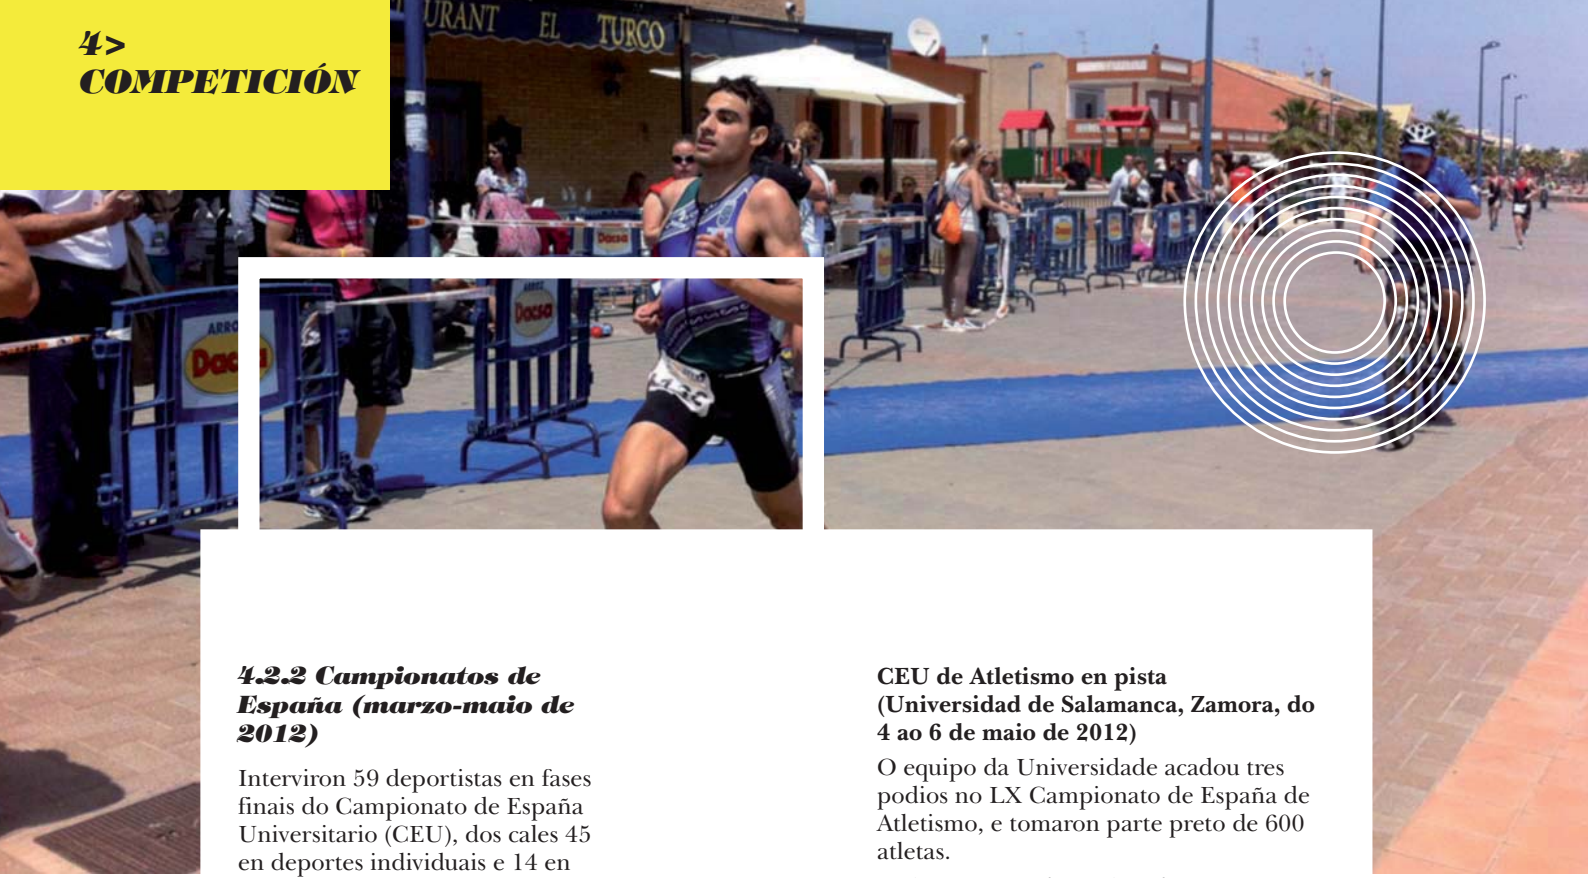 4>
COMPETICIÓN
URANT EL TURCO
Dacsa
ARROZ
Dacsa
Dacsa
4.2.2 Campionatos de
España (marzo-maio de
2012)
Interviron 59 deportistas en fases
finais do Campionato de España
Universitario (CEU), dos cales 45
en deportes individuais e 14 en
CEU de Atletismo en pista
(Universidad de Salamanca, Zamora, do
4 ao 6 de maio de 2012)
O equipo da Universidade acadou tres
podios no LX Campionato de España de
Atletismo, e tomaron parte preto de 600
atletas.